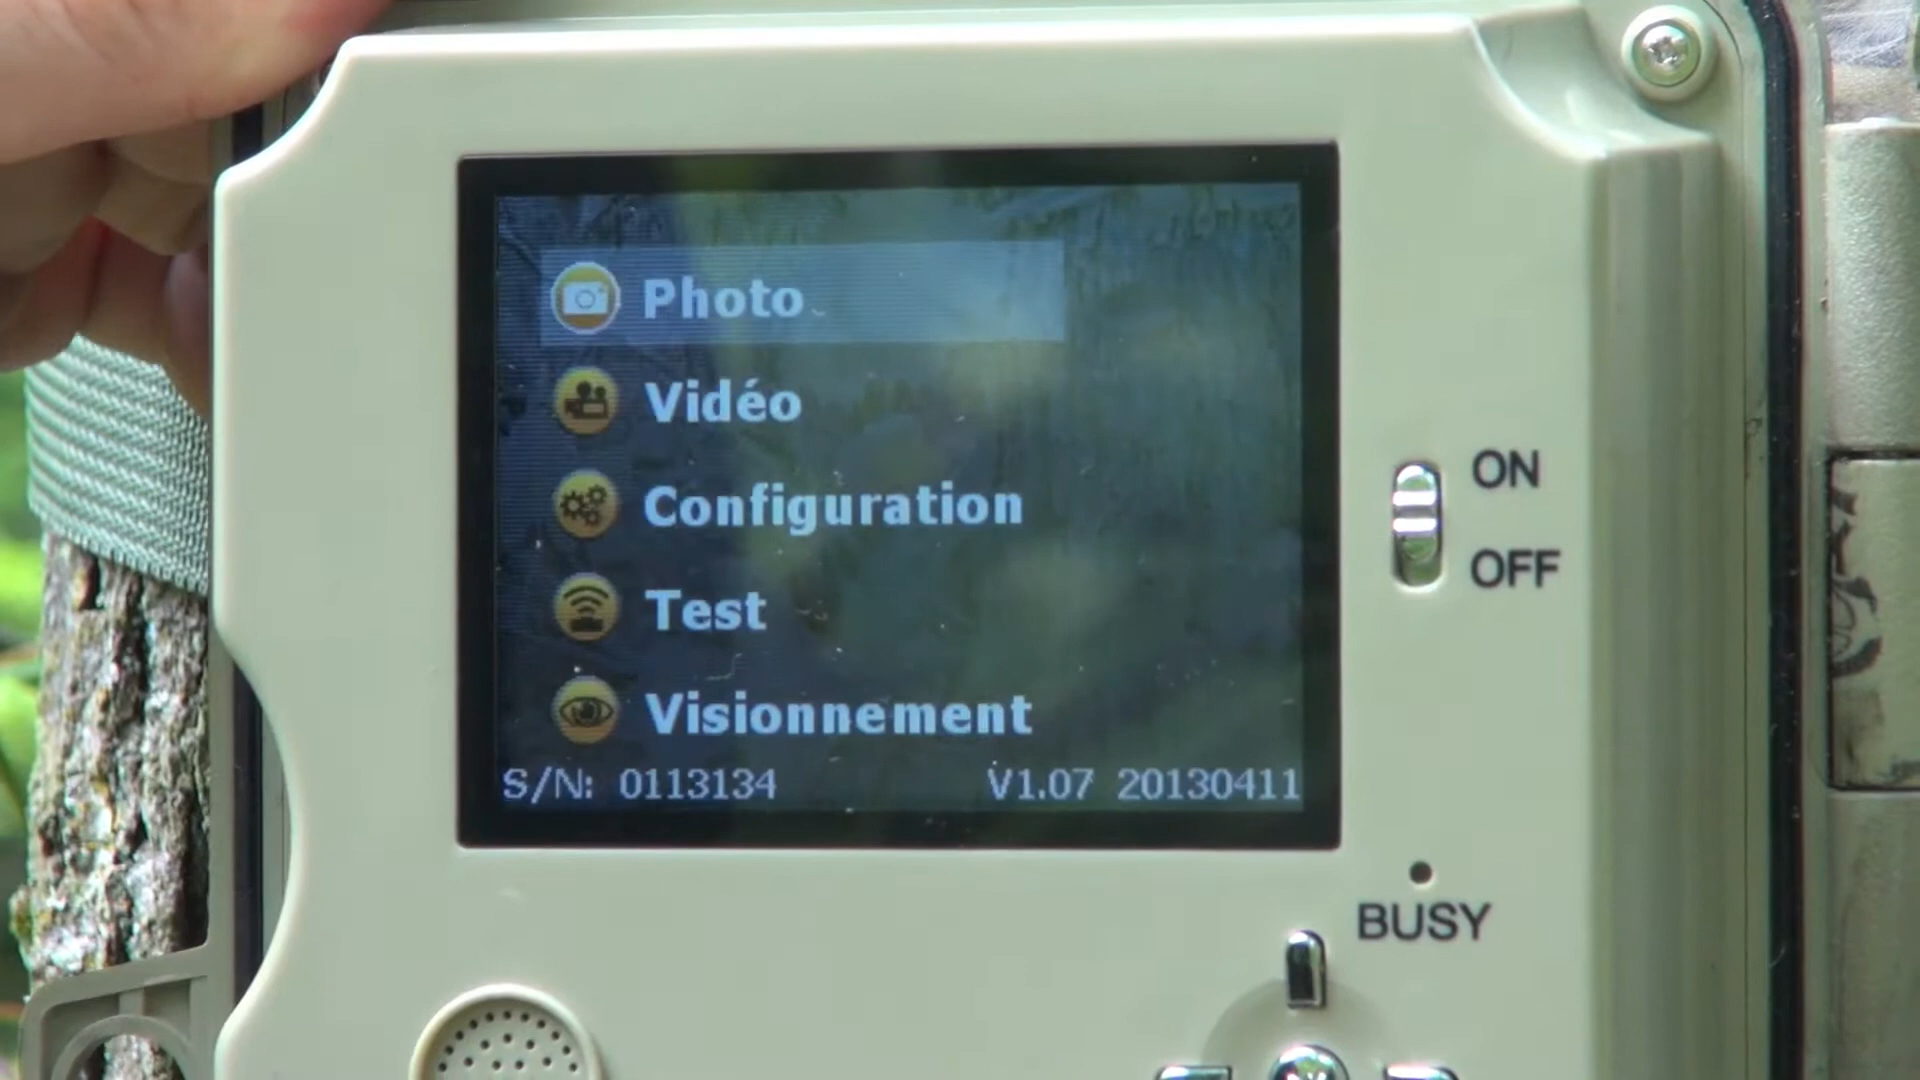 Photo
Vidéo
Configuration
Test
Visionnement
S/N: 0113134 V1.07 20130411
ON
OFF
BUSY